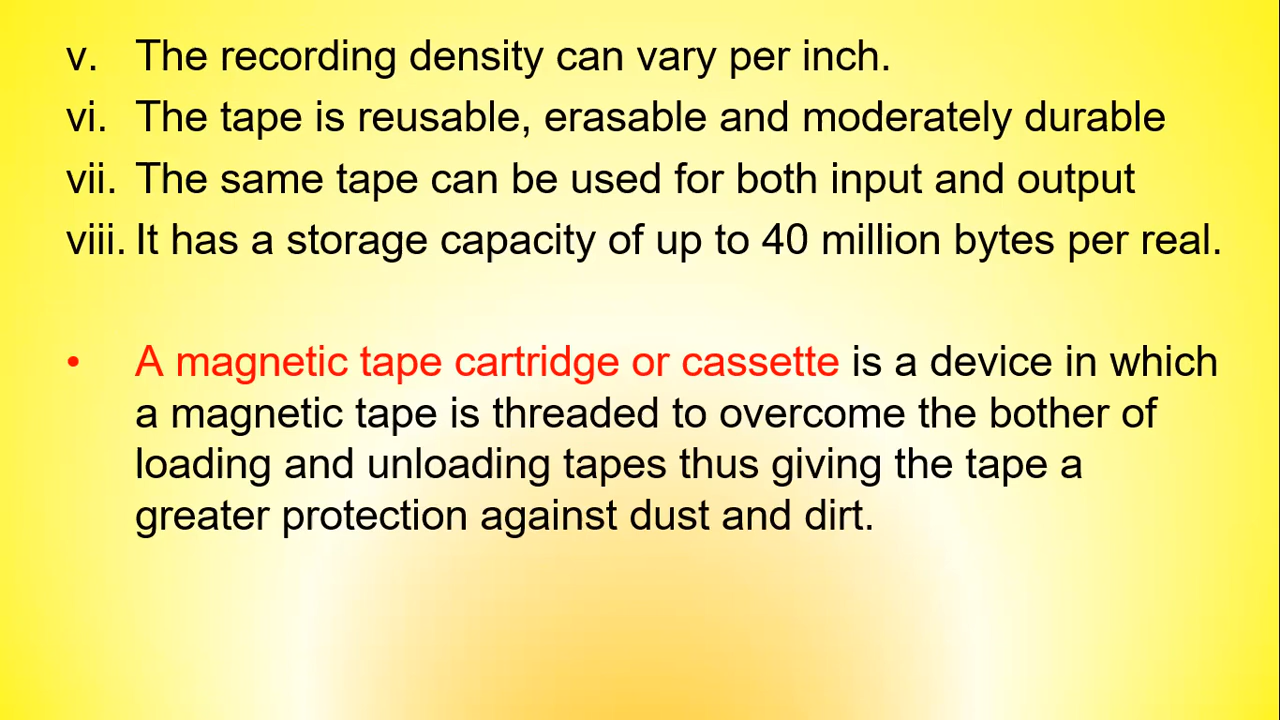 v. The recording density can vary per inch.
vi. The tape is reusable, erasable and moderately durable
vii. The same tape can be used for both input and output
viii. It has a storage capacity of up to 40 million bytes per real.
• A magnetic tape cartridge or cassette is a device in which
a magnetic tape is threaded to overcome the bother of
loading and unloading tapes thus giving the tape a
greater protection against dust and dirt.